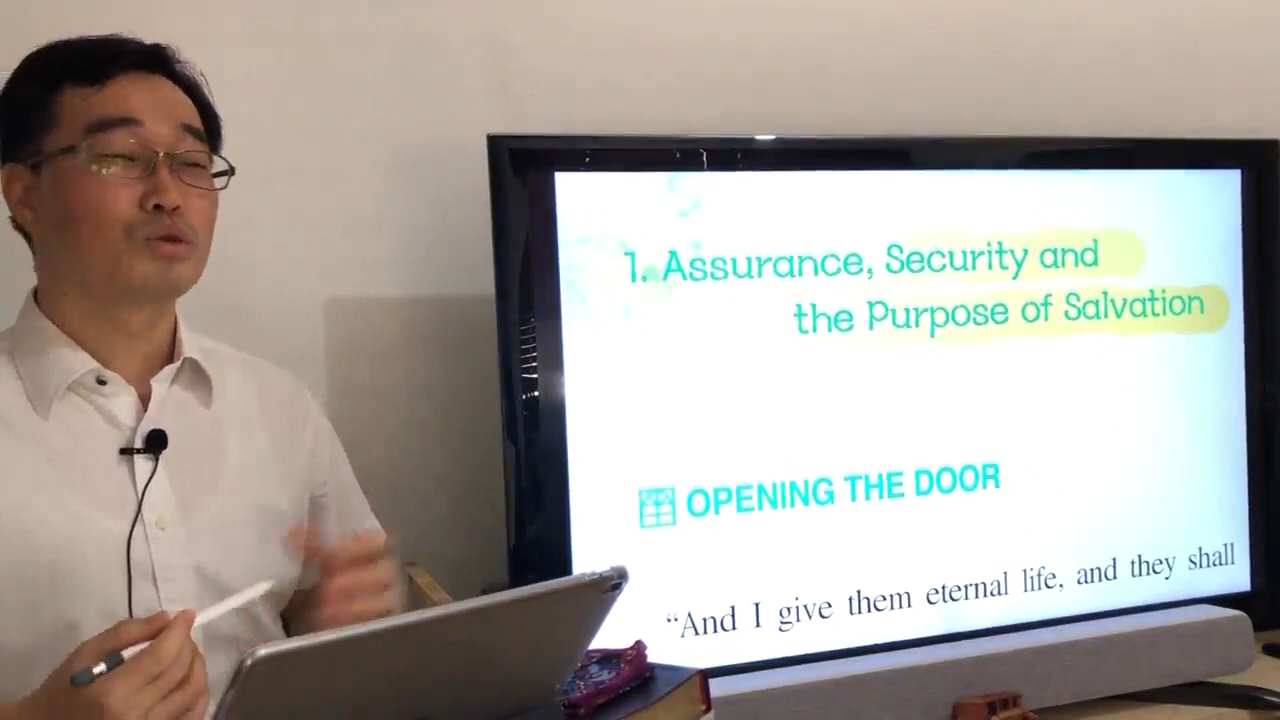 1. Assurance, Security and
the Purpose of Salvation
OPENING THE DOOR
“And I give them eternal life, and they shall